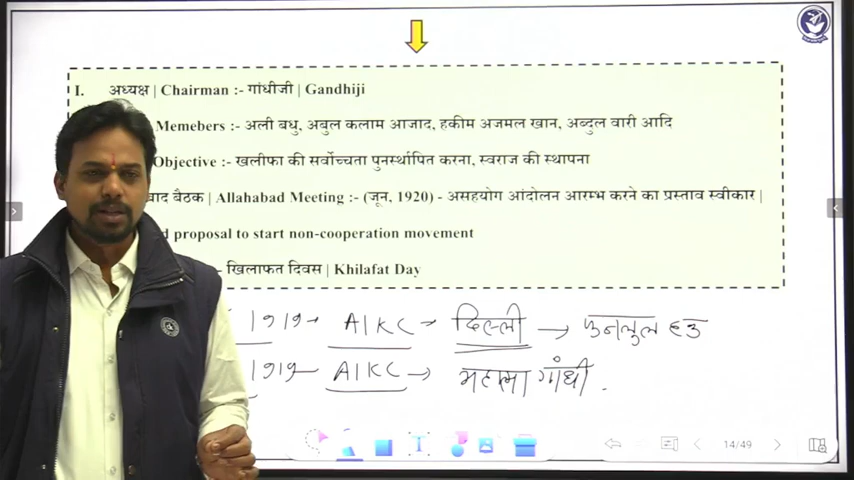 I. अध्यक्ष | Chairman :- गांधीजी | Gandhiji
Memebers :- अली बधु, अबुल कलाम आजाद, हकीम अजमल खान, अब्दुल वारी आदि
Objective :- खलीफा की सर्वोच्चता पुनर्स्थापित करना, स्वराज की स्थापना
बाद बैठक | Allahabad Meeting :- (जून, 1920) - असहयोग आंदोलन आरम्भ करने का प्रस्ताव स्वीकार |
d proposal to start non-cooperation movement
- खिलाफत दिवस | Khilafat Day
1919 → AIKC → दिल्ली →
1919 → AIKC → महात्मा गांधी .
14/49